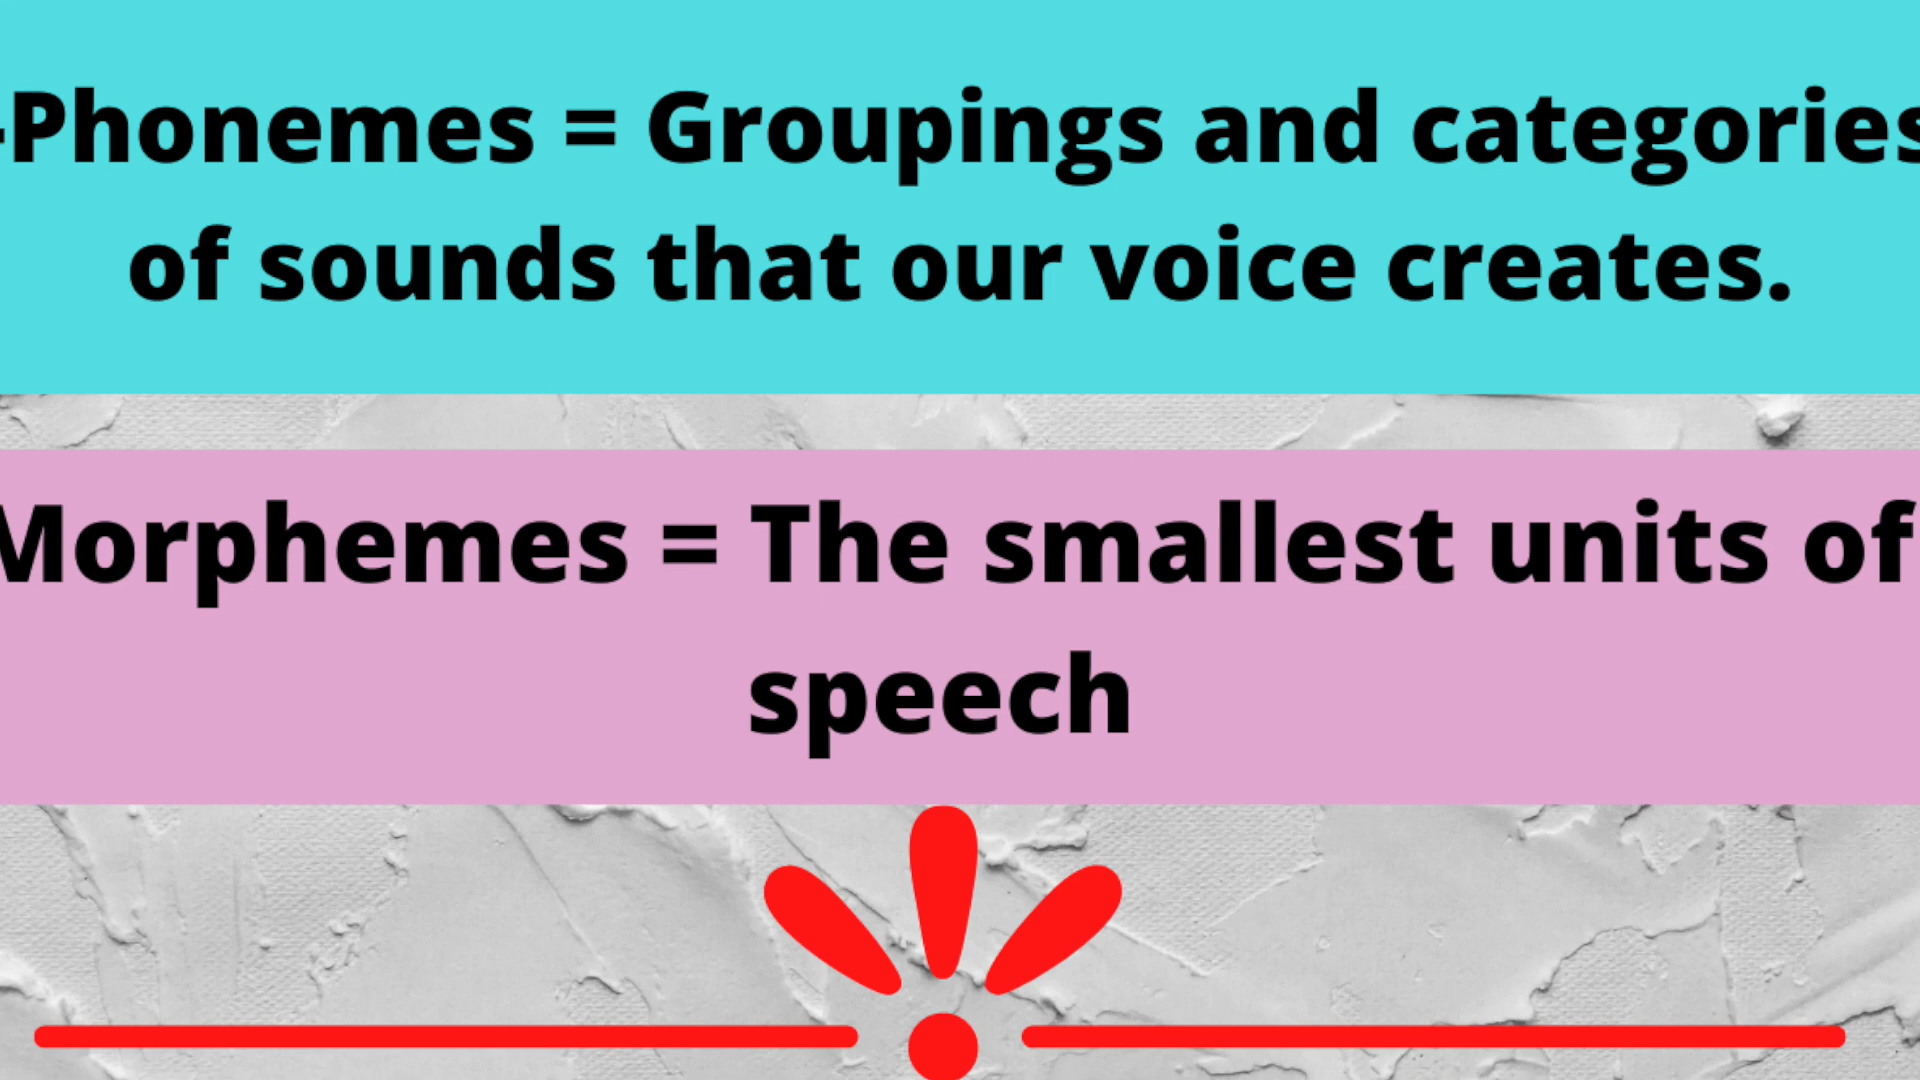 -Phonemes = Groupings and categories
of sounds that our voice creates.
Morphemes = The smallest units of
speech